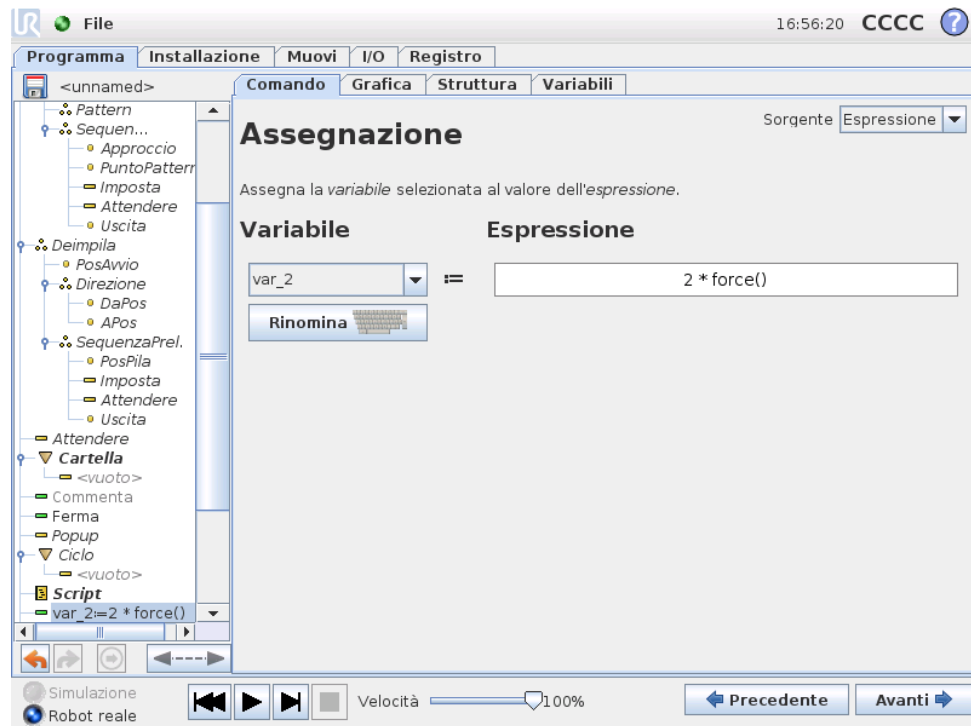 UR File 16:56:20 CCCC ?
Programma Installazione Muovi I/O Registro
<unnamed> Comando Grafica Struttura Variabili
Pattern
Sequen...
Approccio
PuntoPattern
Imposta
Attendere
Uscita
Deimpila
PosAvvio
Direzione
DaPos
APos
SequenzaPrel.
PosPila
Imposta
Attendere
Uscita
Attendere
Cartella
<vuoto>
Commenta
Ferma
Popup
Ciclo
<vuoto>
Script
var_2:=2 * force()
Assegnazione
Sorgente Espressione
Assegna la variabile selezionata al valore dell'espressione.
Variabile Espressione
var_2 := 2 * force()
Rinomina
Simulazione
Robot reale
Velocità 100%
Precedente Avanti